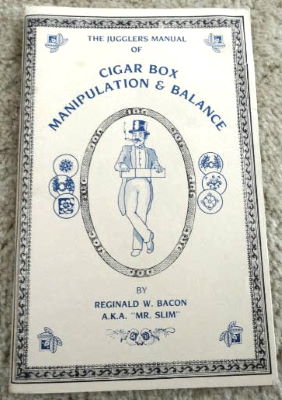 THE JUGGLERS MANUAL
OF
CIGAR BOX
MANIPULATION & BALANCE
BY
REGINALD W. BACON
A.K.A. "MR. SLIM"